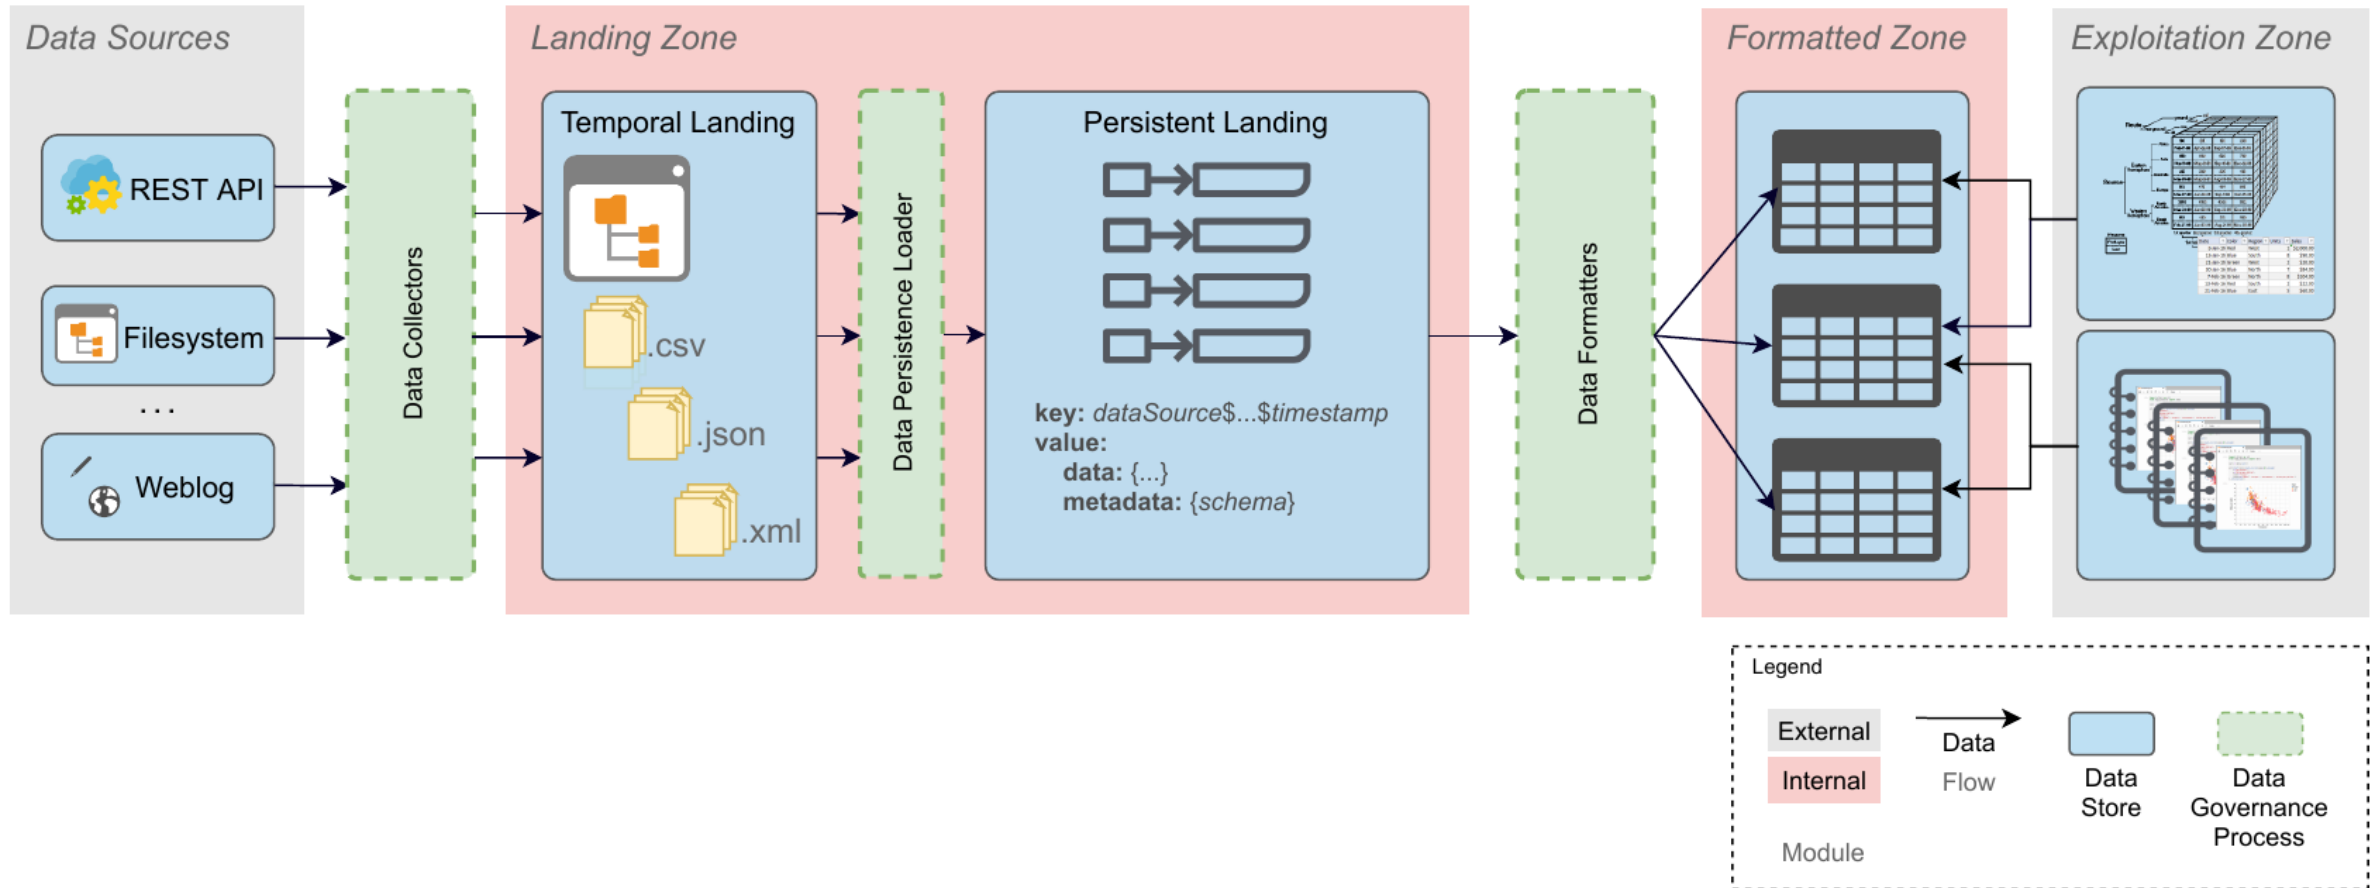 Data Sources
REST API
Filesystem
...
Weblog
Data Collectors
Landing Zone
Temporal Landing
.csv
.json
.xml
Data Persistence Loader
Persistent Landing
key: dataSource$...$timestamp
value:
data: {...}
metadata: {schema}
Data Formatters
Formatted Zone
Exploitation Zone
Legend
External
Internal
Module
Data
Flow
Data
Store
Data
Governance
Process